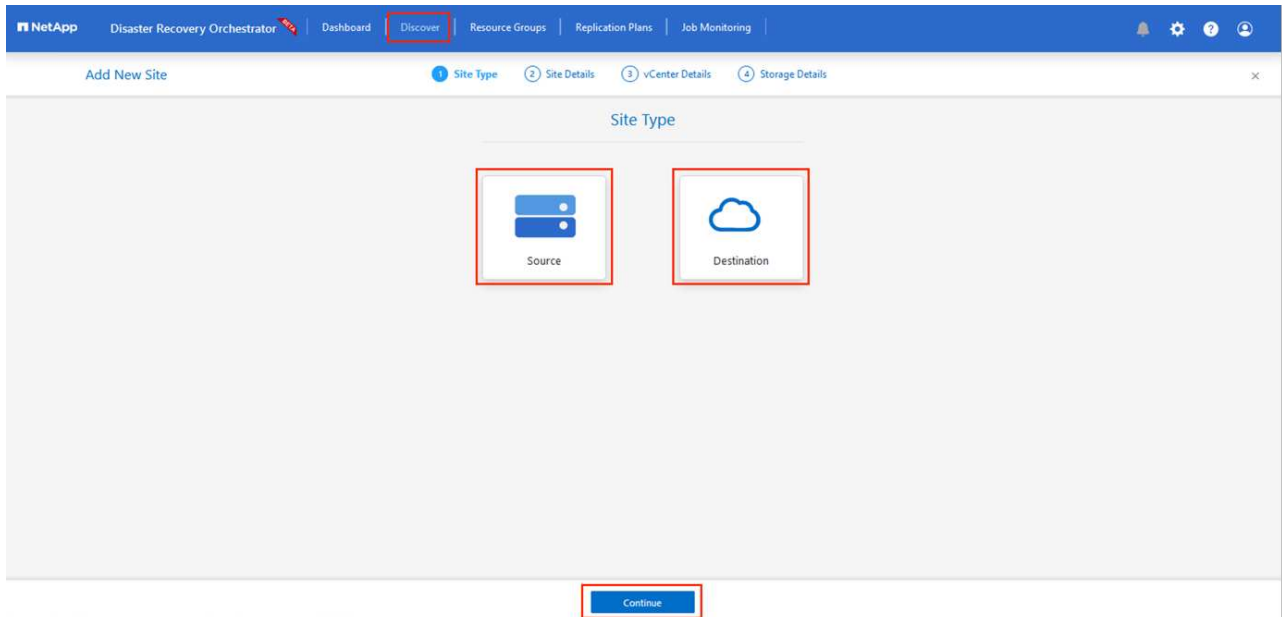 NetApp Disaster Recovery Orchestrator BETA Dashboard Discover Resource Groups Replication Plans Job Monitoring ?
Add New Site 1 Site Type 2 Site Details 3 vCenter Details 4 Storage Details
Site Type
Source Destination
Continue